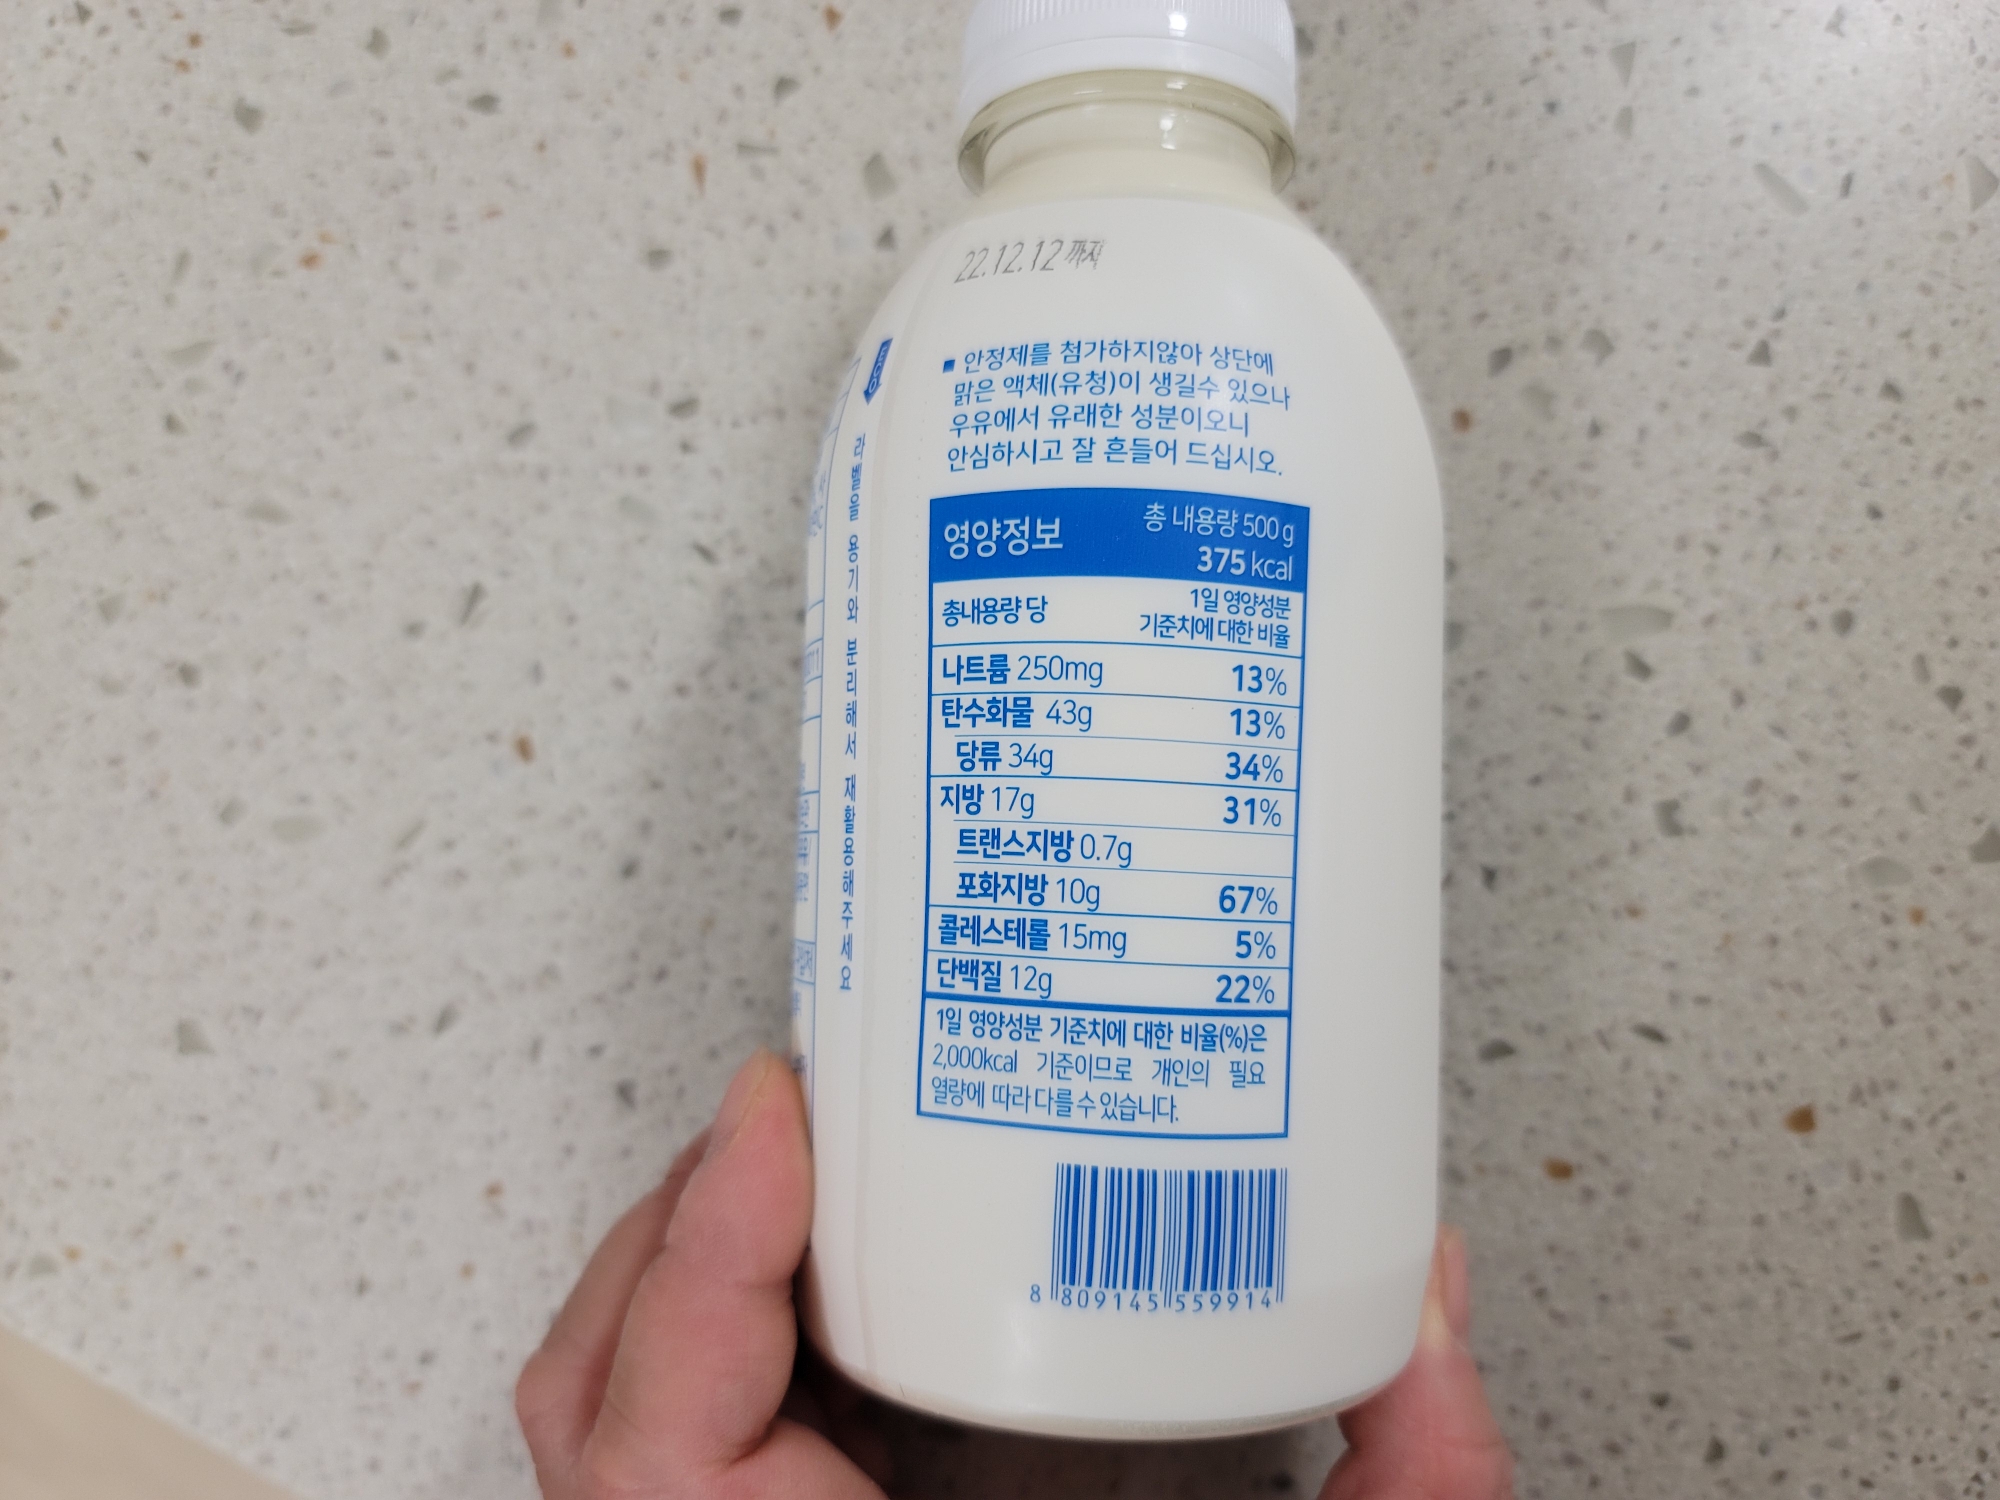 22.12.12 까지
■ 안정제를 첨가하지않아 상단에
맑은 액체(유청)이 생길수 있으나
우유에서 유래한 성분이오니
안심하시고 잘 흔들어 드십시오.
라벨을 용기와 분리해서 재활용해주세요
영양정보
총 내용량 500 g
375 kcal
총내용량 당
1일 영양성분
기준치에 대한 비율
나트륨 250mg 13%
탄수화물 43g 13%
당류 34g 34%
지방 17g 31%
트랜스지방 0.7g
포화지방 10g 67%
콜레스테롤 15mg 5%
단백질 12g 22%
1일 영양성분 기준치에 대한 비율(%)은
2,000kcal 기준이므로 개인의 필요
열량에 따라 다를 수 있습니다.
8 809145 559914